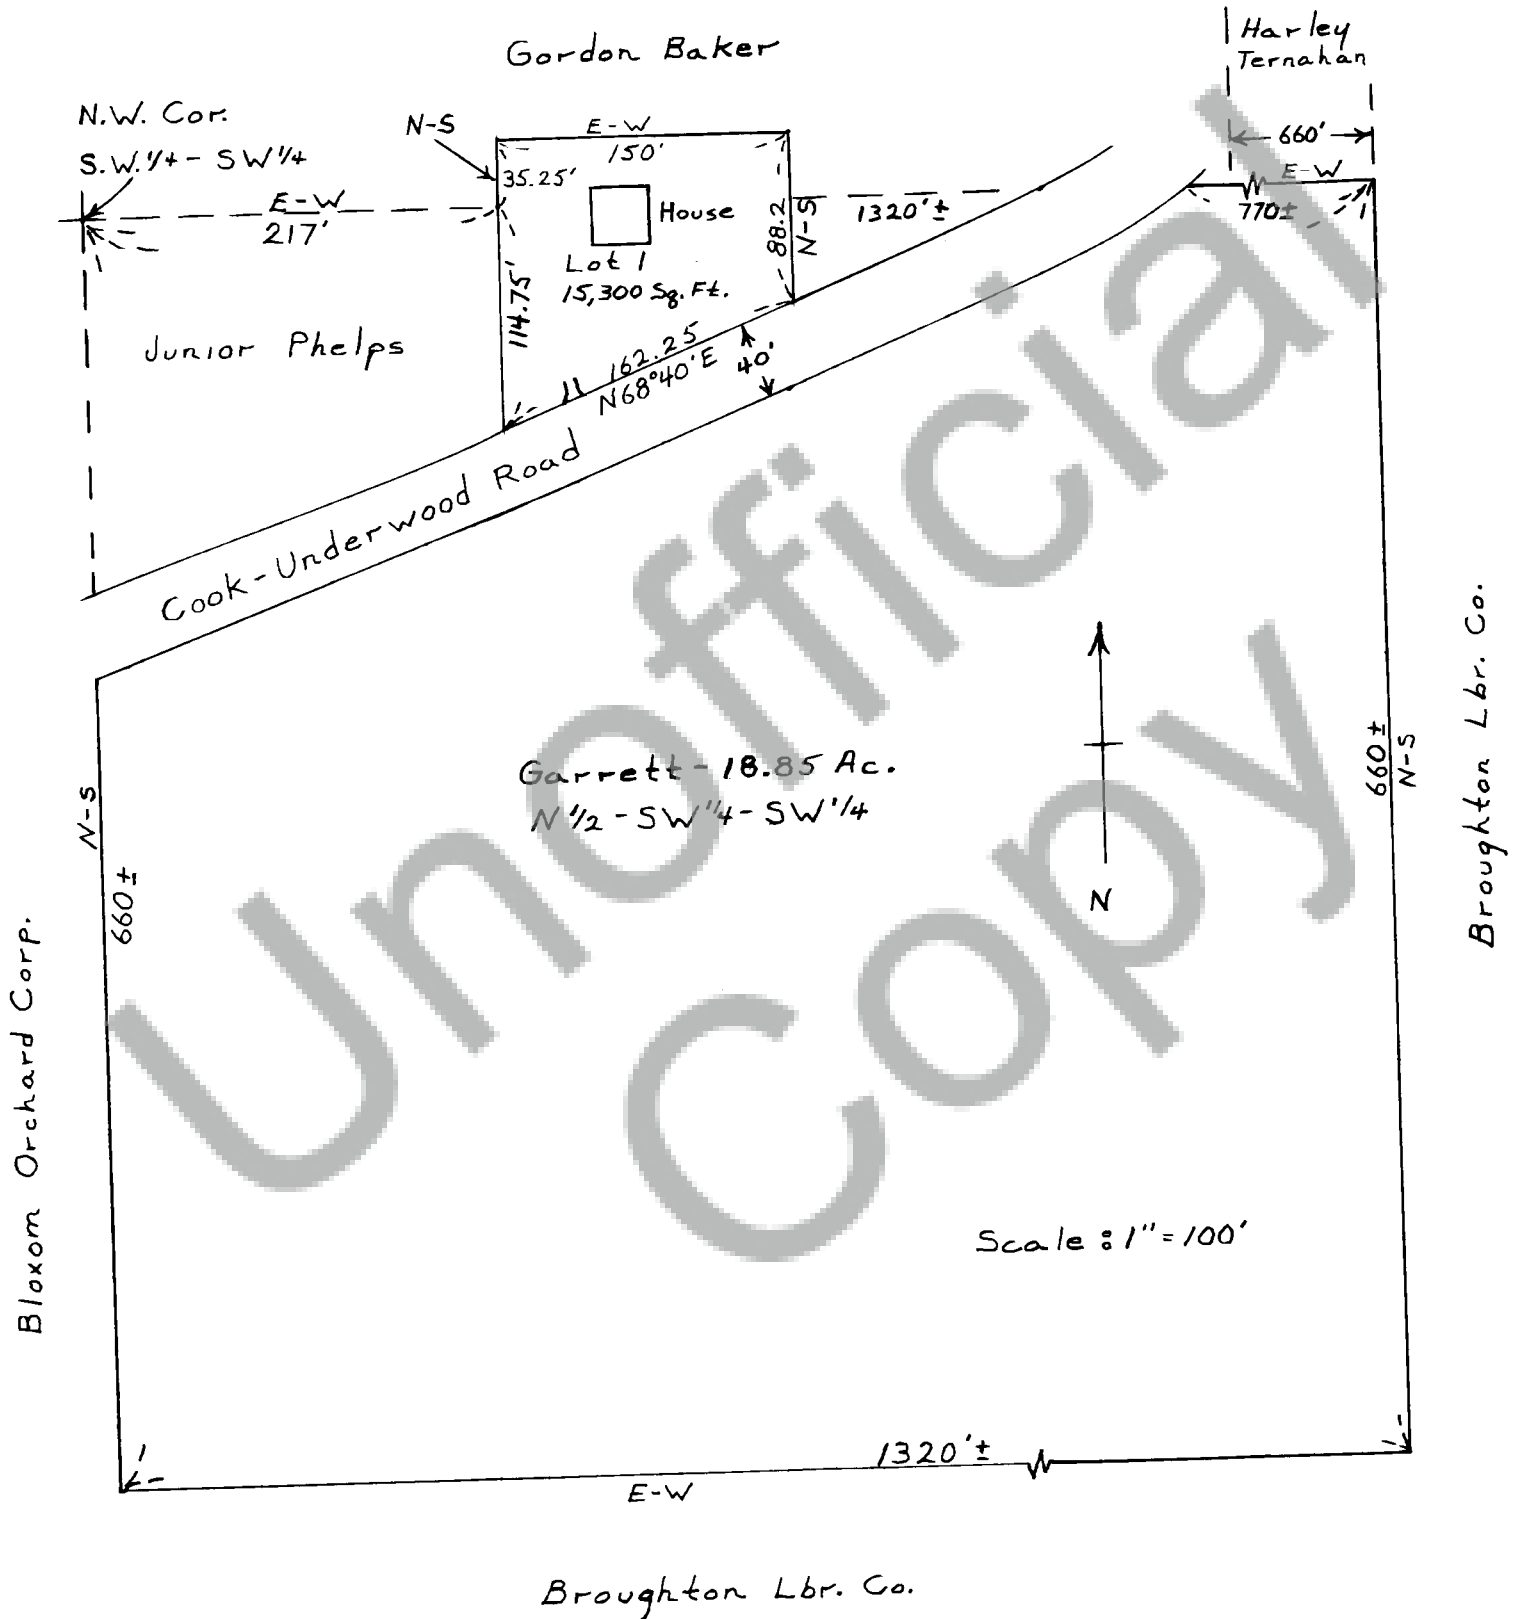 Gordon Baker
Harley
Ternahan
N.W. Cor.
S.W.1/4 - SW1/4
N-S
E-W
150'
660'
E-W
770±
35.25'
House
E-W
217'
88.2
N-S
1320'±
Lot 1
15,300 Sq. Ft.
114.75'
Junior Phelps
162.25
N68°40'E
40'
Cook-Underwood Road
Garrett - 18.85 Ac.
N1/2 - SW1/4 - SW1/4
N-S
660±
660±
N-S
Broughton Lbr. Co.
Bloxom Orchard Corp.
N
Scale: 1"=100'
1320'±
E-W
Broughton Lbr. Co.
Unofficial
Copy